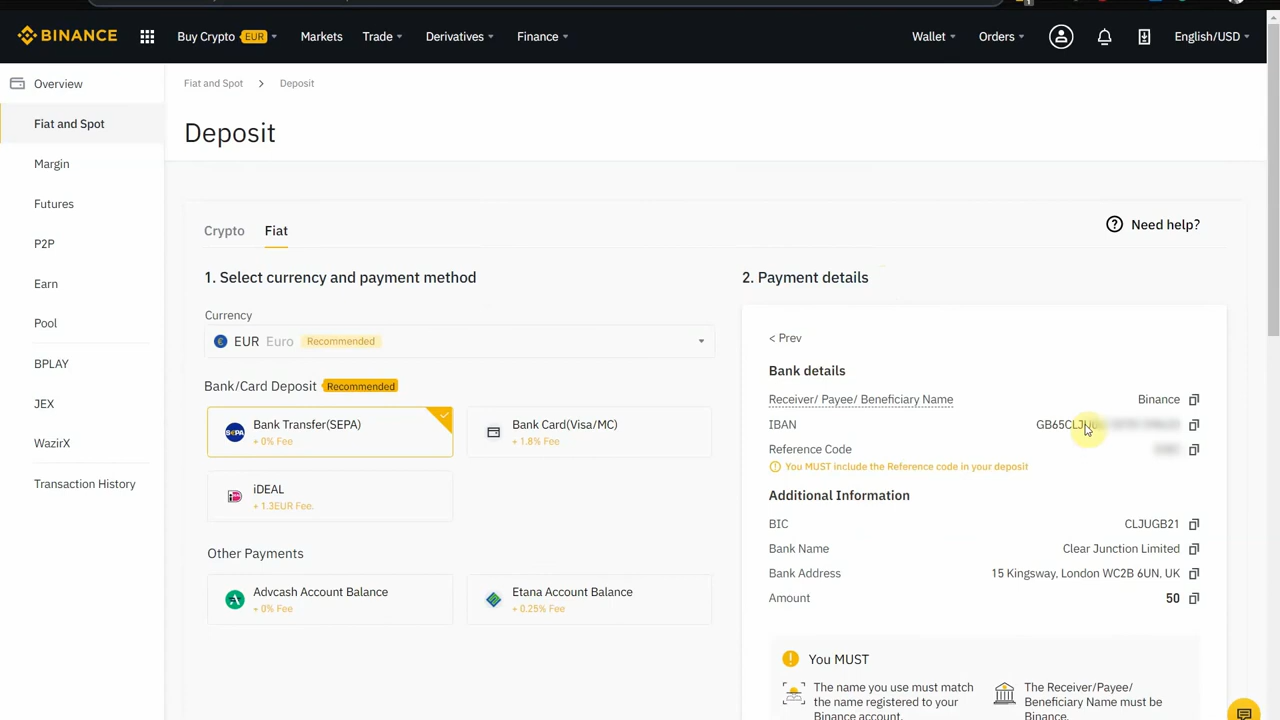 BINANCE
Buy Crypto EUR
Markets
Trade
Derivatives
Finance
Wallet
Orders
English/USD
Overview
Fiat and Spot
Margin
Futures
P2P
Earn
Pool
BPLAY
JEX
WazirX
Transaction History
Fiat and Spot > Deposit
Deposit
Crypto
Fiat
Need help?
1. Select currency and payment method
Currency
EUR Euro Recommended
Bank/Card Deposit Recommended
Bank Transfer(SEPA)
+ 0% Fee
Bank Card(Visa/MC)
+ 1.8% Fee
iDEAL
+ 1.3EUR Fee.
Other Payments
Advcash Account Balance
+ 0% Fee
Etana Account Balance
+ 0.25% Fee
2. Payment details
< Prev
Bank details
Receiver/ Payee/ Beneficiary Name Binance
IBAN
Reference Code
You MUST include the Reference code in your deposit
Additional Information
BIC CLJUGB21
Bank Name Clear Junction Limited
Bank Address 15 Kingsway, London WC2B 6UN, UK
Amount 50
You MUST
The name you use must match
the name registered to your
Binance account.
The Receiver/Payee/
Beneficiary Name must be
Binance.